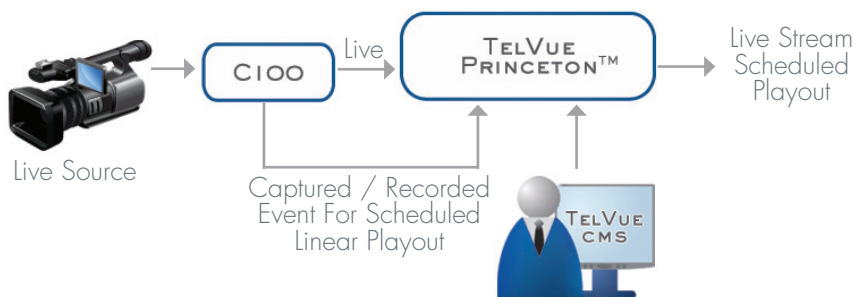 Live Source
C100
Live
TelVue
Princeton™
Live Stream
Scheduled
Playout
Captured / Recorded
Event For Scheduled
Linear Playout
TelVue
CMS